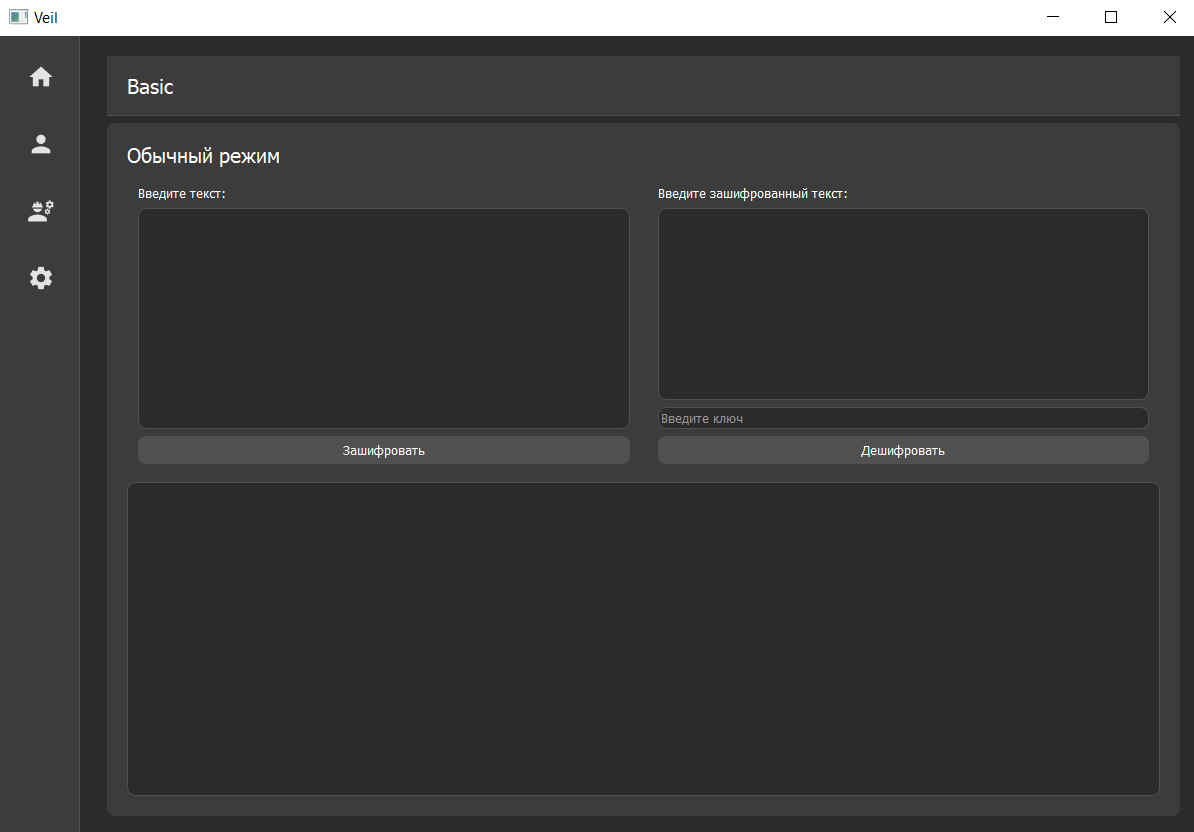 Veil
Basic
Обычный режим
Введите текст:
Введите зашифрованный текст:
Введите ключ
Зашифровать
Дешифровать